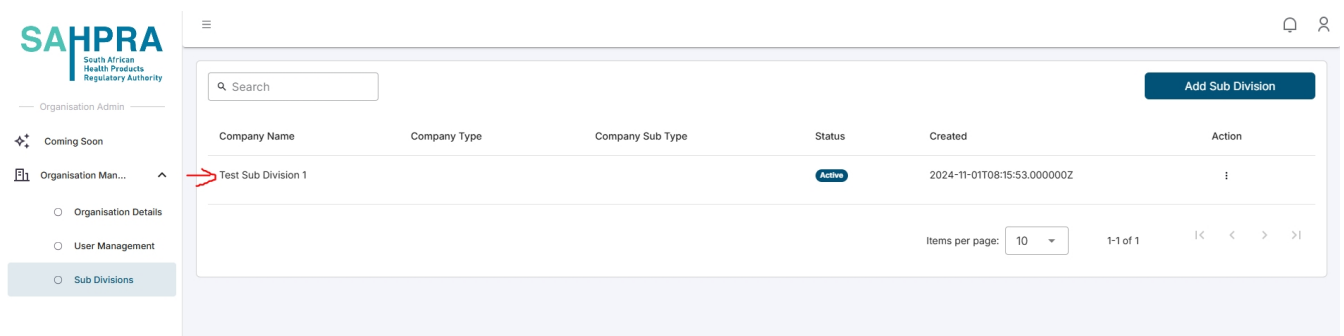 SAHPRA
South African
Health Products
Regulatory Authority
Organisation Admin
Coming Soon
Organisation Man...
Organisation Details
User Management
Sub Divisions
Search
Add Sub Division
Company Name Company Type Company Sub Type Status Created Action
Test Sub Division 1 Active 2024-11-01T08:15:53.000000Z
Items per page: 10 1-1 of 1